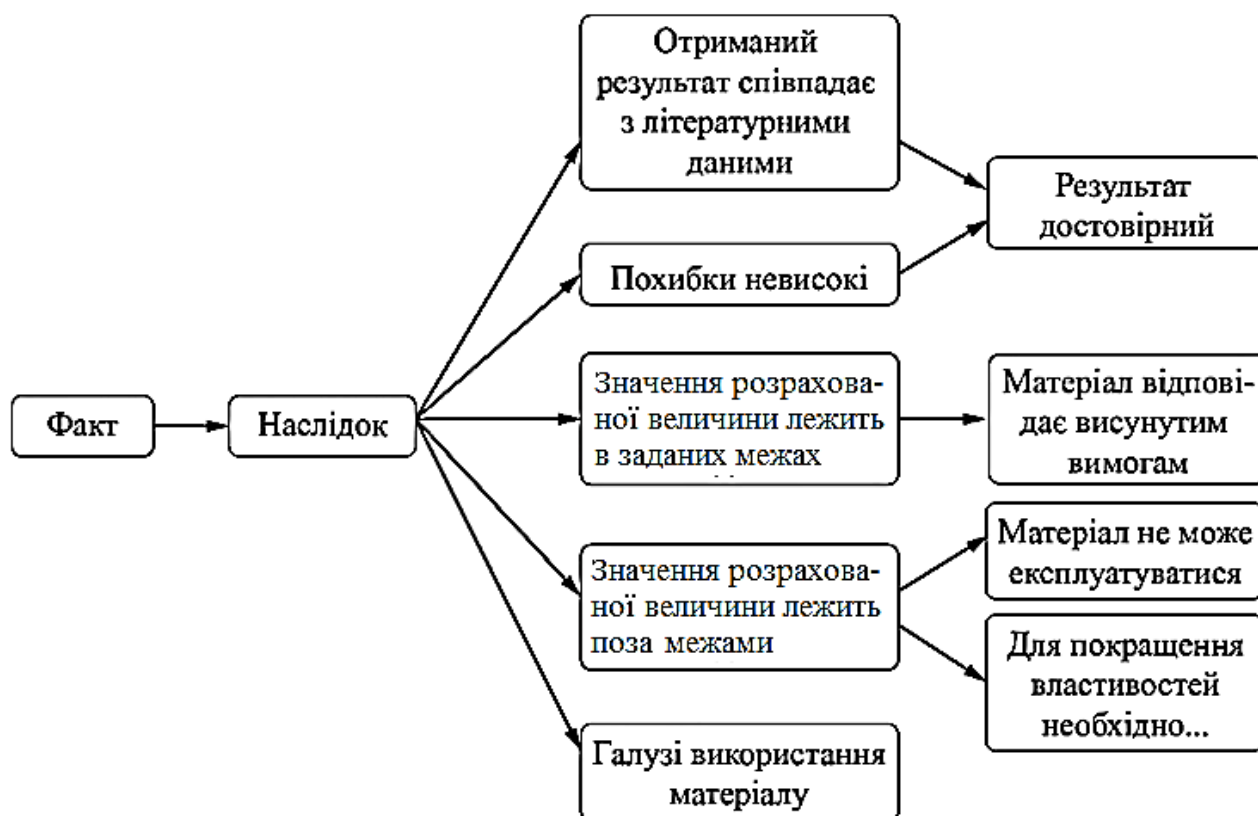 Отриманий
результат співпадає
з літературними
даними
Результат
достовірний
Похибки невисокі
Факт
Наслідок
Значення розрахова-
ної величини лежить
в заданих межах
Матеріал відпові-
дає висунутим
вимогам
Значення розрахова-
ної величини лежить
поза межами
Матеріал не може
експлуатуватися
Для покращення
властивостей
необхідно...
Галузі використання
матеріалу